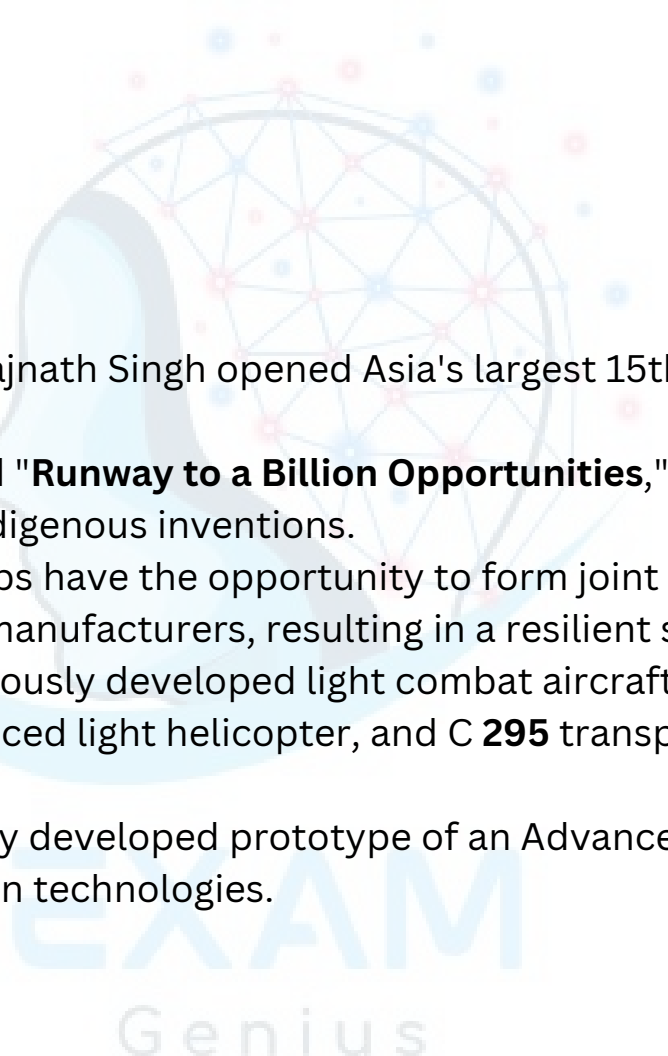 ajnath Singh opened Asia's largest 15th
"Runway to a Billion Opportunities,"
digenous inventions.
ps have the opportunity to form joint
manufacturers, resulting in a resilient s
ously developed light combat aircraft
ced light helicopter, and C 295 transp
y developed prototype of an Advance
n technologies.
EXAM
Genius